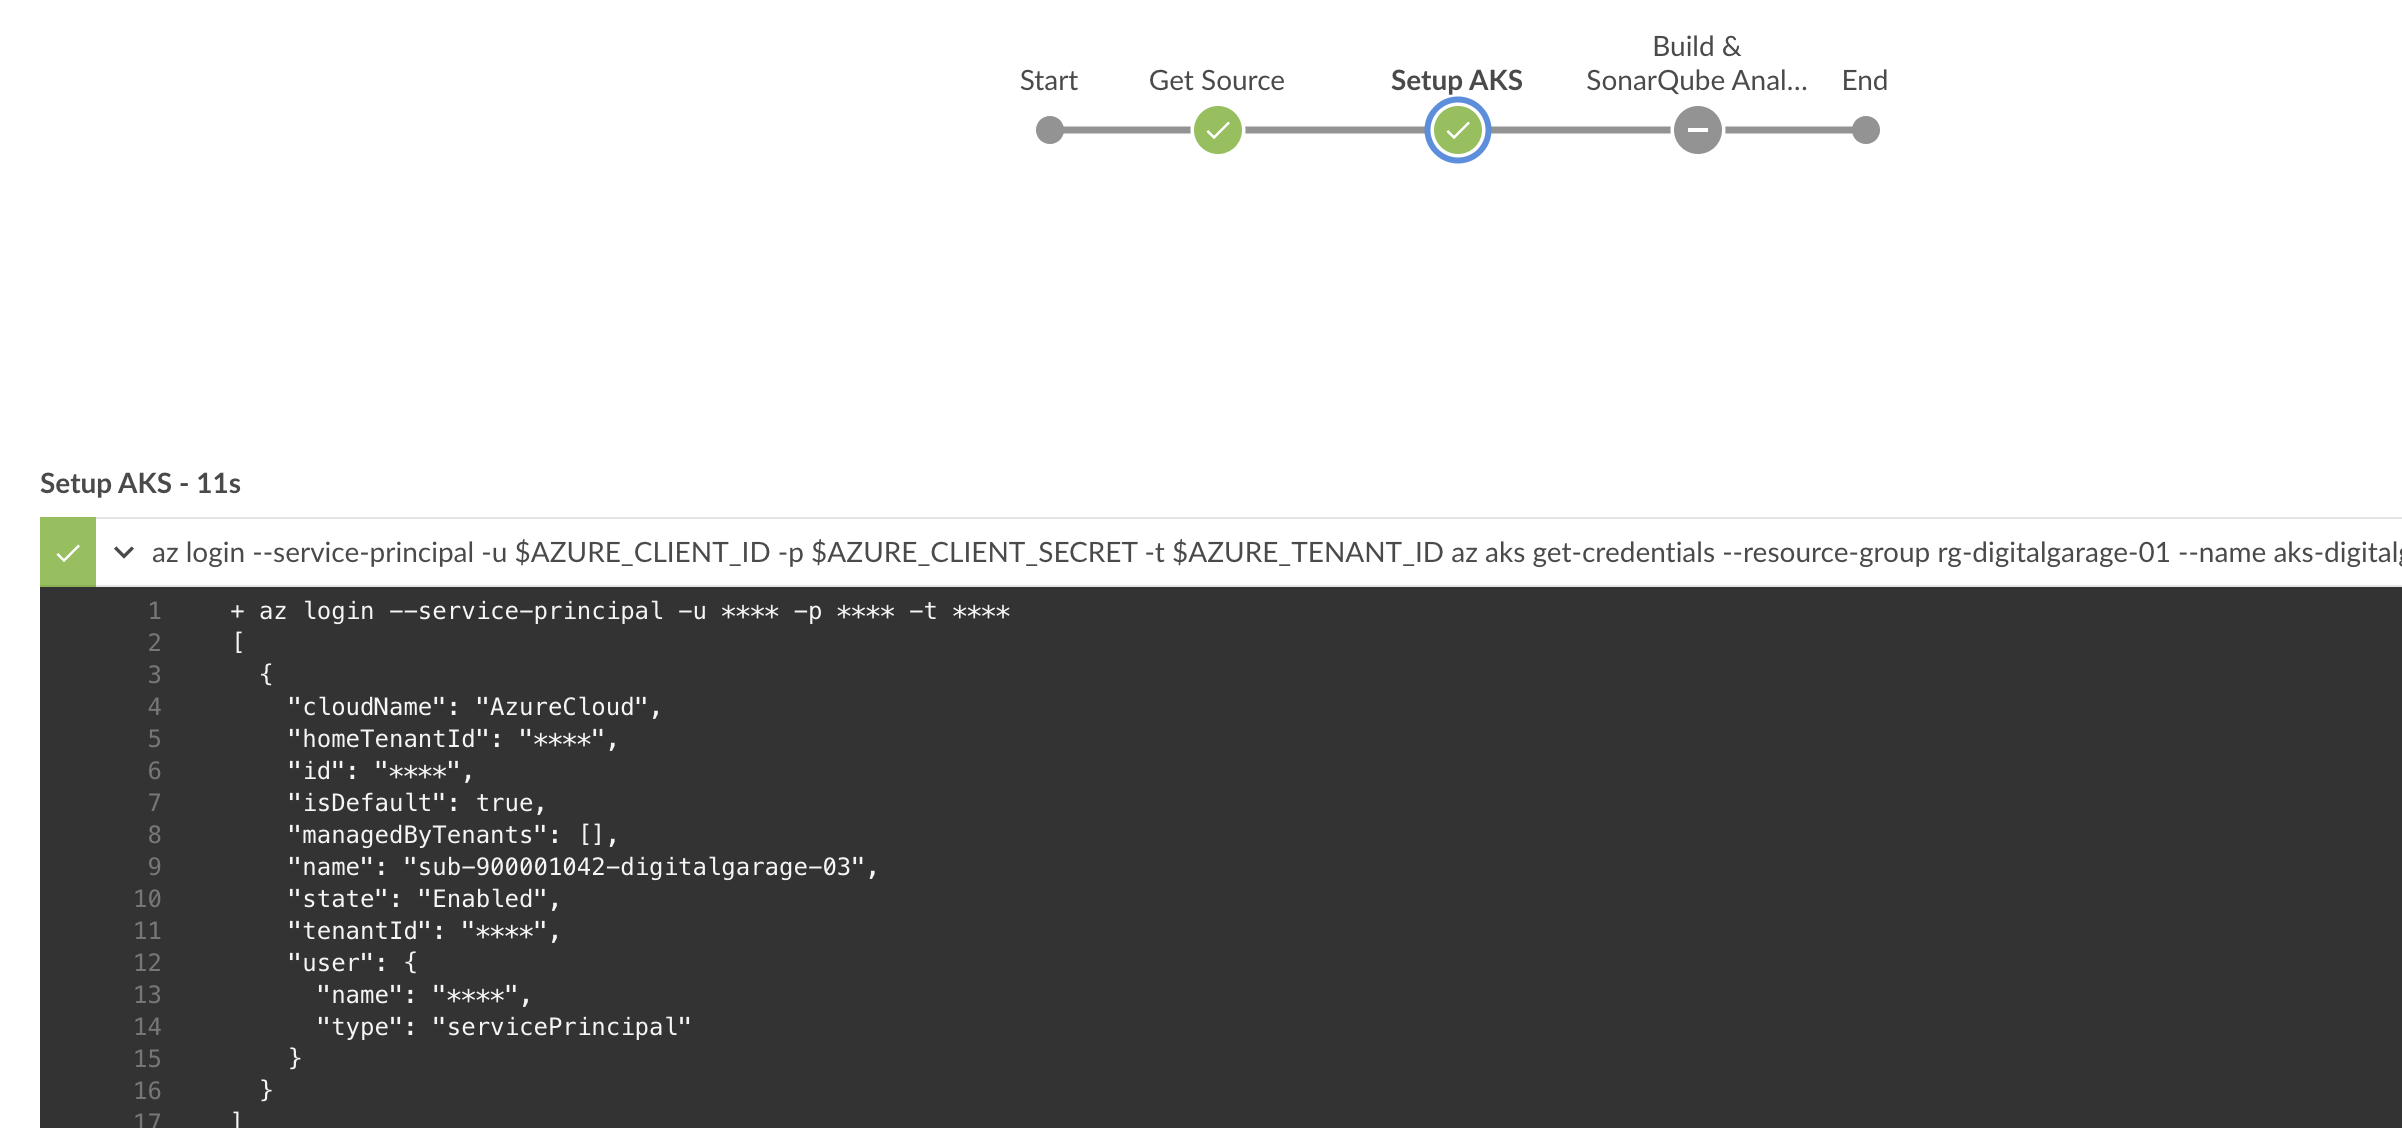 Start
Get Source
Setup AKS
Build &
SonarQube Anal...
End
Setup AKS - 11s
az login --service-principal -u $AZURE_CLIENT_ID -p $AZURE_CLIENT_SECRET -t $AZURE_TENANT_ID az aks get-credentials --resource-group rg-digitalgarage-01 --name aks-digitalg
1 + az login --service-principal -u **** -p **** -t ****
2 [
3 {
4 "cloudName": "AzureCloud",
5 "homeTenantId": "****",
6 "id": "****",
7 "isDefault": true,
8 "managedByTenants": [],
9 "name": "sub-900001042-digitalgarage-03",
10 "state": "Enabled",
11 "tenantId": "****",
12 "user": {
13 "name": "****",
14 "type": "servicePrincipal"
15 }
16 }
17 ]